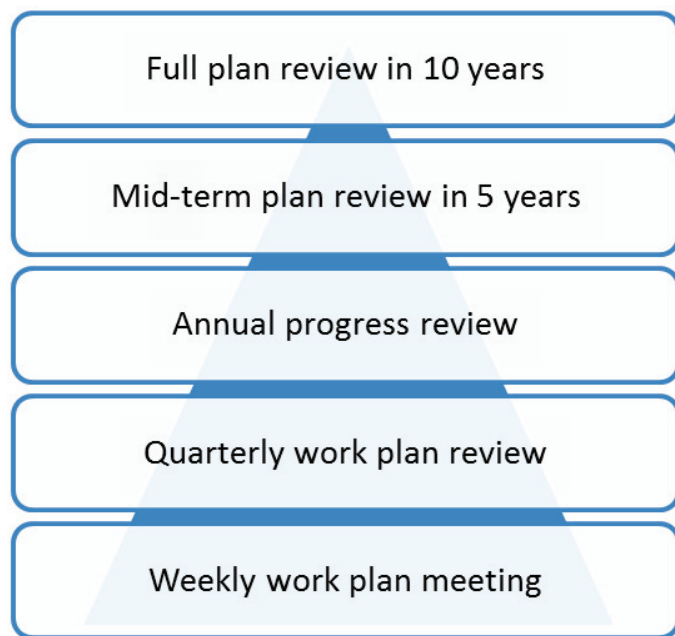 Full plan review in 10 years
Mid-term plan review in 5 years
Annual progress review
Quarterly work plan review
Weekly work plan meeting